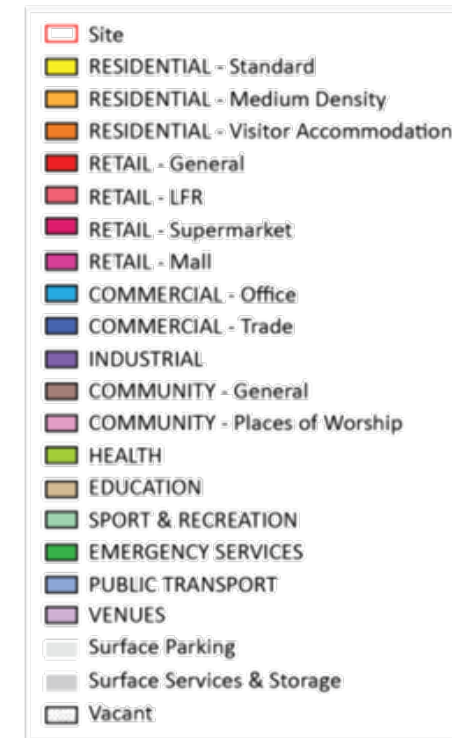 Site
RESIDENTIAL - Standard
RESIDENTIAL - Medium Density
RESIDENTIAL - Visitor Accommodation
RETAIL - General
RETAIL - LFR
RETAIL - Supermarket
RETAIL - Mall
COMMERCIAL - Office
COMMERCIAL - Trade
INDUSTRIAL
COMMUNITY - General
COMMUNITY - Places of Worship
HEALTH
EDUCATION
SPORT & RECREATION
EMERGENCY SERVICES
PUBLIC TRANSPORT
VENUES
Surface Parking
Surface Services & Storage
Vacant